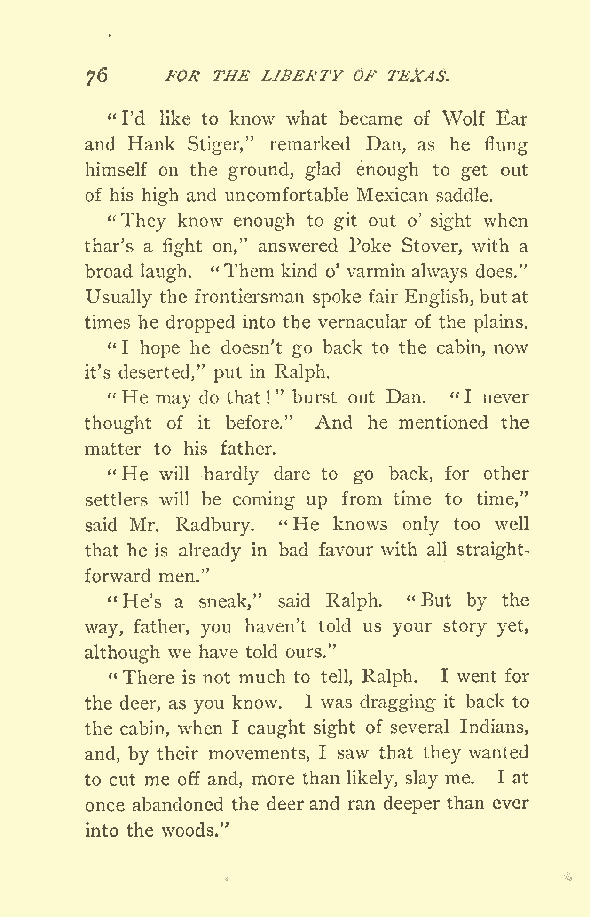 76 FOR THE LIBERTY OF TEXAS.
"I'd like to know what became of Wolf Ear
and Hank Stiger," remarked Dan, as he flung
himself on the ground, glad enough to get out
of his high and uncomfortable Mexican saddle.
"They know enough to git out o' sight when
thar's a fight on," answered Poke Stover, with a
broad laugh. "Them kind o' varmin always does."
Usually the frontiersman spoke fair English, but at
times he dropped into the vernacular of the plains.
"I hope he doesn't go back to the cabin, now
it's deserted," put in Ralph.
"He may do that!" burst out Dan. "I never
thought of it before." And he mentioned the
matter to his father.
"He will hardly dare to go back, for other
settlers will be coming up from time to time,"
said Mr. Radbury. "He knows only too well
that he is already in bad favour with all straight-
forward men."
"He's a sneak," said Ralph. "But by the
way, father, you haven't told us your story yet,
although we have told ours."
"There is not much to tell, Ralph. I went for
the deer, as you know. I was dragging it back to
the cabin, when I caught sight of several Indians,
and, by their movements, I saw that they wanted
to cut me off and, more than likely, slay me. I at
once abandoned the deer and ran deeper than ever
into the woods."